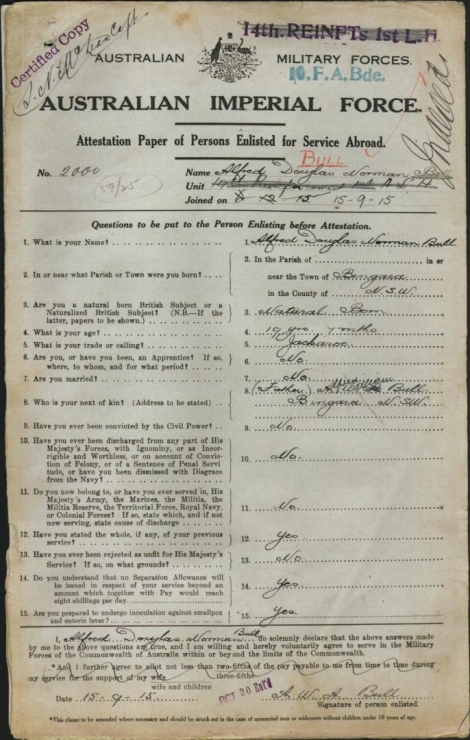 Certified Copy
14th. REINFTs 1st L.H
AUSTRALIAN MILITARY FORCES.
10. F. A. Bde.
AUSTRALIAN IMPERIAL FORCE.
Attestation Paper of Persons Enlisted for Service Abroad.
BULL
No. 2000 Name Alfred Douglas Norman Bull
Unit
Joined on 15-9-15
Questions to be put to the Person Enlisting before Attestation.
1. What is your Name? 1. Alfred Douglas Norman Bull
2. In or near what Parish or Town were you born? 2. In the Parish of in or
near the Town of Bingara
in the County of N.S.W.
3. Are you a natural born British Subject or a
Naturalized British Subject? (N.B.—If the
latter, papers to be shown.) 3. Natural Born
4. What is your age? 4. 19 yrs 7 mths
5. What is your trade or calling? 5.
6. Are you, or have you been, an Apprentice? If so,
where, to whom, and for what period? 6. No
7. Are you married? 7. No
8. Who is your next of kin? (Address to be stated) 8. (Father) Bull
Bingara N.S.W.
9. Have you ever been convicted by the Civil Power? 9. No.
10. Have you ever been discharged from any part of His
Majesty's Forces, with Ignominy, or as Incor-
rigible and Worthless, or on account of Convic-
tion of Felony, or of a Sentence of Penal Servi-
tude, or have you been dismissed with Disgrace
from the Navy? 10. No.
11. Do you now belong to, or have you ever served in, His
Majesty's Army, the Marines, the Militia, the
Militia Reserve, the Territorial Force, Royal Navy,
or Colonial Forces? If so, state which, and if not
now serving, state cause of discharge 11. No.
12. Have you stated the whole, if any, of your previous
service? 12. Yes
13. Have you ever been rejected as unfit for His Majesty's
Service? If so, on what grounds? 13. No
14. Do you understand that no Separation Allowance will
be issued in respect of your service beyond an
amount which together with Pay would reach
eight shillings per day. 14. Yes
15. Are you prepared to undergo inoculation against smallpox
and enteric fever? 15. Yes.
I, Alfred Douglas Norman Bull do solemnly declare that the above answers made
by me to the above questions are true, and I am willing and hereby voluntarily agree to serve in the Military
Forces of the Commonwealth of Australia within or beyond the limits of the Commonwealth.
*And I further agree to allot not less than two-fifths of the pay payable to me from time to time during
three-fifths
my service for the support of my wife
wife and children
Date 15-9-15. OCT 20 Bull
Signature of person enlisted.
*This clause to be amended where necessary and should be struck out in the case of unmarried men or widowers without children under 18 years of age.